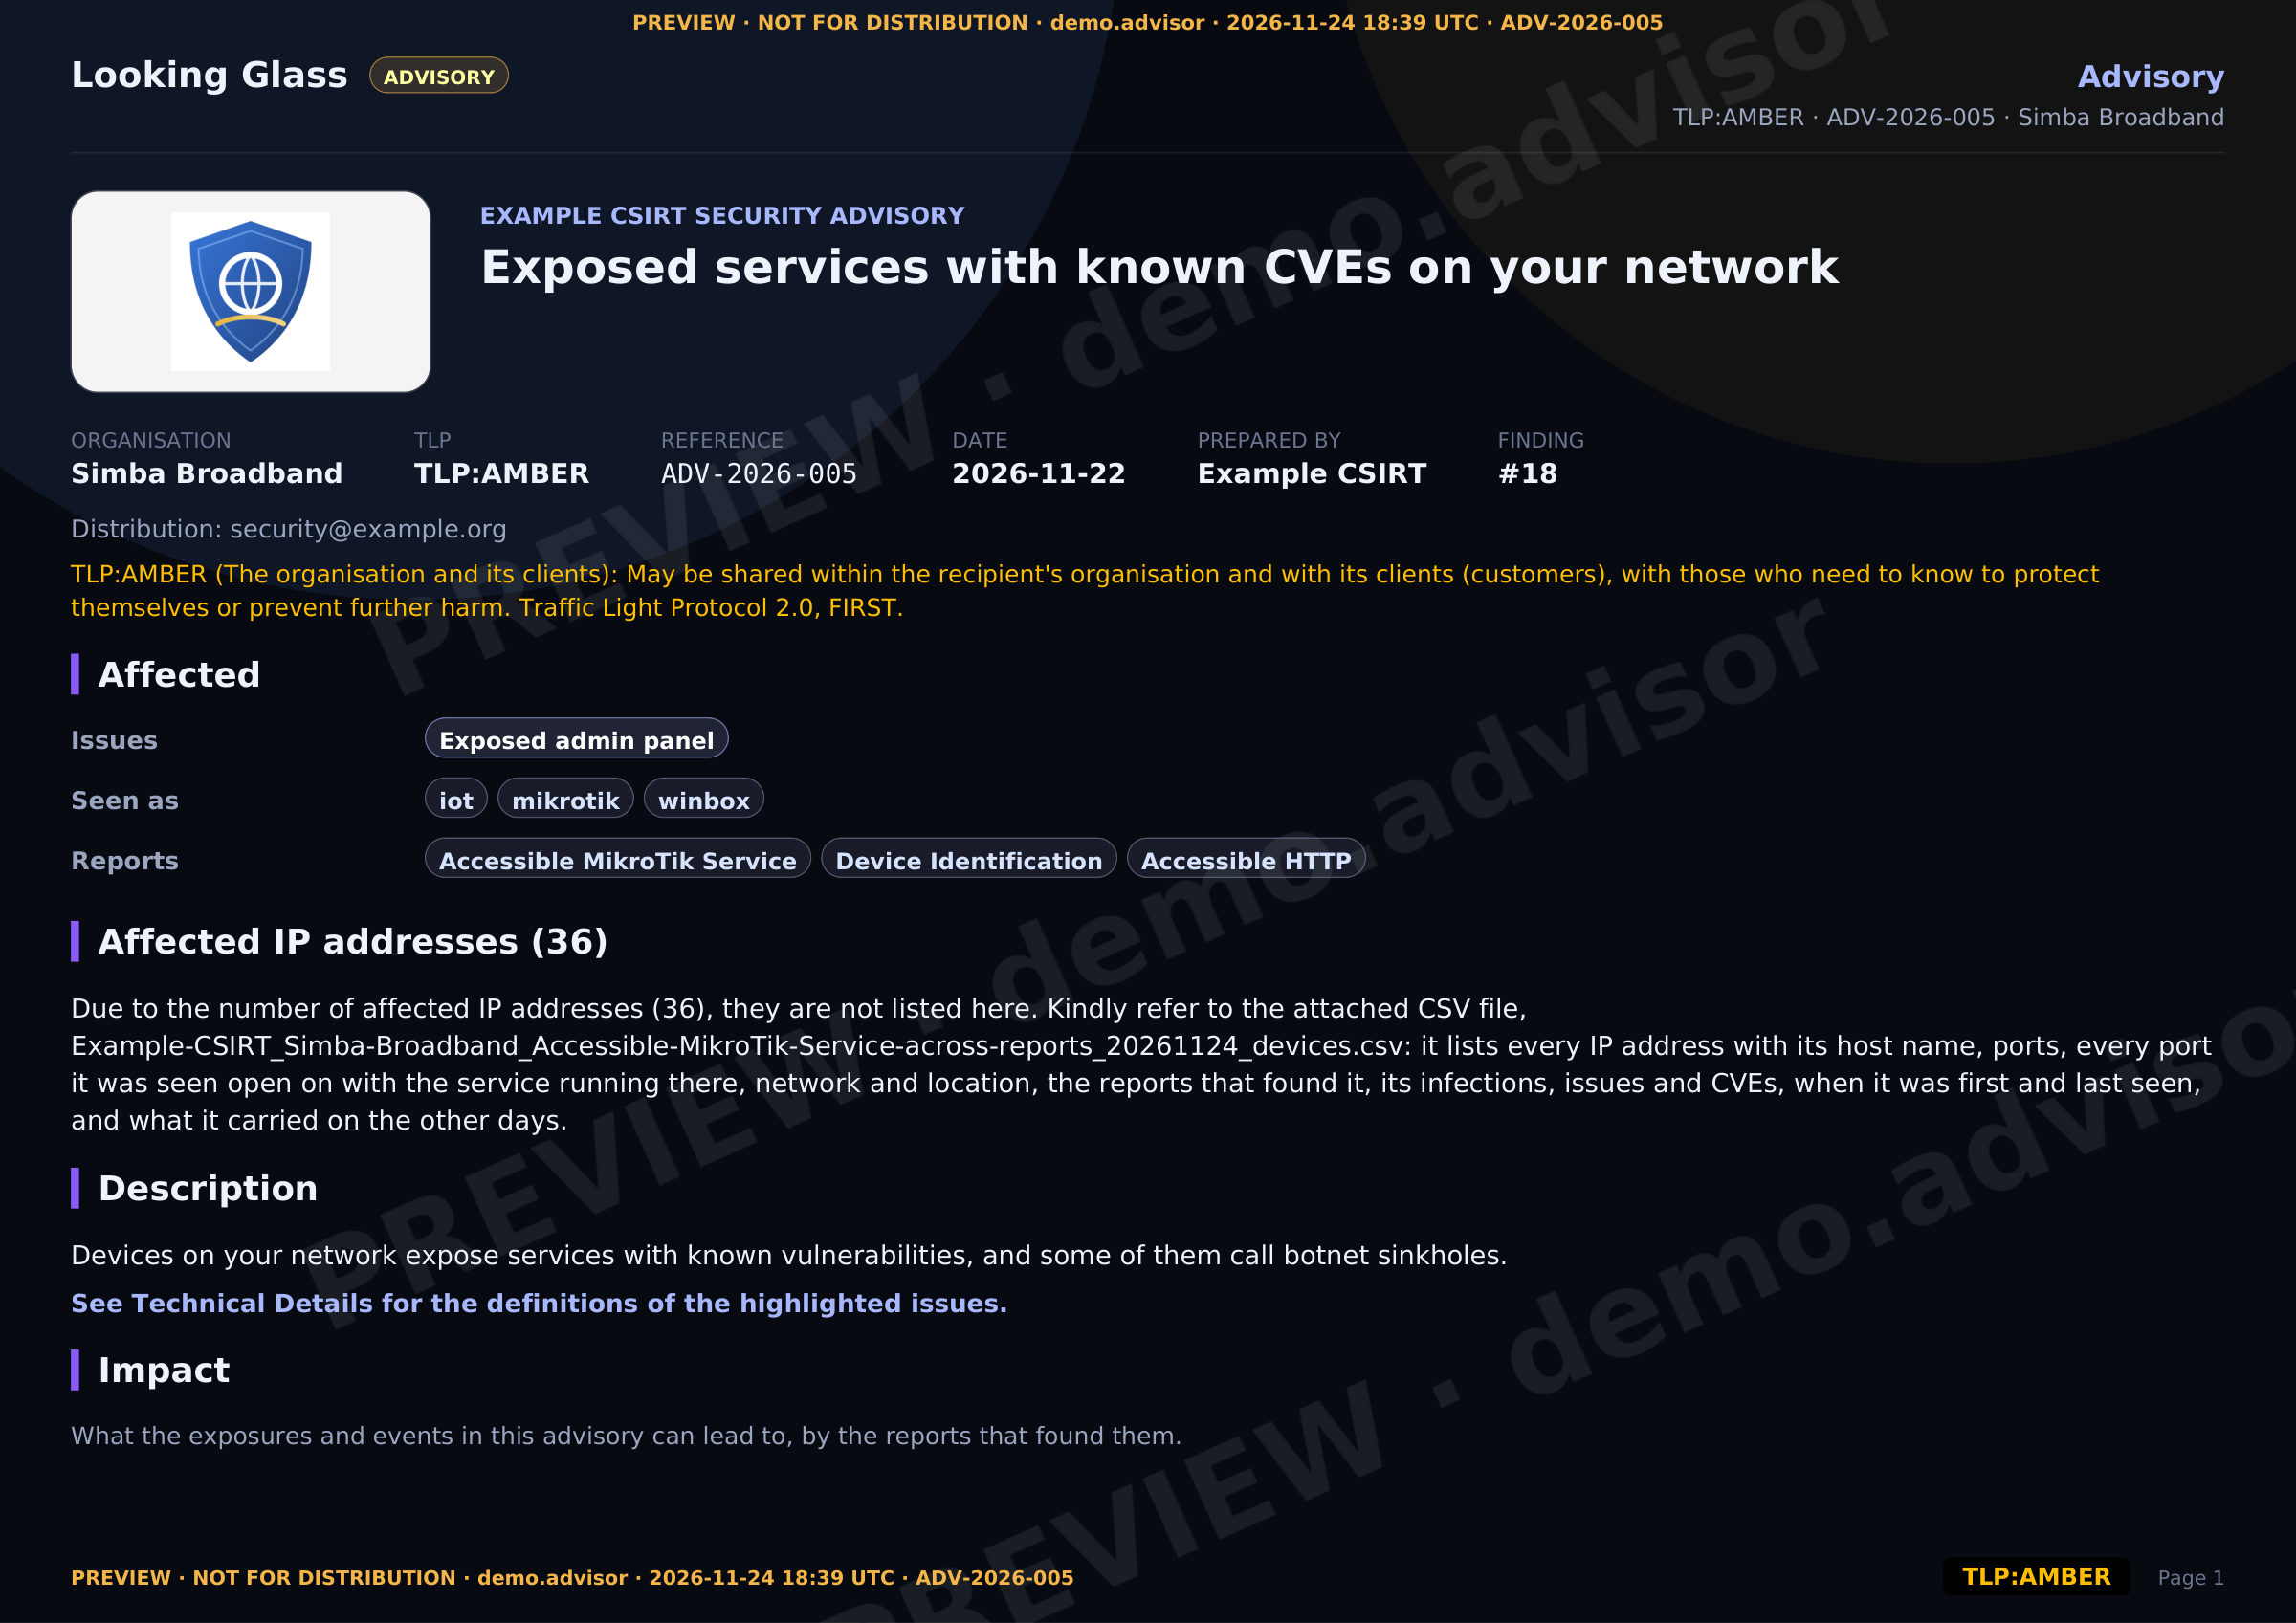 PREVIEW · NOT FOR DISTRIBUTION · demo.advisor · 2026-11-24 18:39 UTC · ADV-2026-005
Looking Glass
ADVISORY
Advisory
TLP:AMBER · ADV-2026-005 · Simba Broadband
EXAMPLE CSIRT SECURITY ADVISORY
Exposed services with known CVEs on your network
ORGANISATION TLP REFERENCE DATE PREPARED BY FINDING
Simba Broadband TLP:AMBER ADV-2026-005 2026-11-22 Example CSIRT #18
Distribution: security@example.org
TLP:AMBER (The organisation and its clients): May be shared within the recipient's organisation and with its clients (customers), with those who need to know to protect
themselves or prevent further harm. Traffic Light Protocol 2.0, FIRST.
Affected
Issues Exposed admin panel
Seen as iot mikrotik winbox
Reports Accessible MikroTik Service Device Identification Accessible HTTP
Affected IP addresses (36)
Due to the number of affected IP addresses (36), they are not listed here. Kindly refer to the attached CSV file,
Example-CSIRT_Simba-Broadband_Accessible-MikroTik-Service-across-reports_20261124_devices.csv: it lists every IP address with its host name, ports, every port
it was seen open on with the service running there, network and location, the reports that found it, its infections, issues and CVEs, when it was first and last seen,
and what it carried on the other days.
Description
Devices on your network expose services with known vulnerabilities, and some of them call botnet sinkholes.
See Technical Details for the definitions of the highlighted issues.
Impact
What the exposures and events in this advisory can lead to, by the reports that found them.
PREVIEW · NOT FOR DISTRIBUTION · demo.advisor · 2026-11-24 18:39 UTC · ADV-2026-005
TLP:AMBER
Page 1
PREVIEW · demo.advisor
PREVIEW · demo.advisor
PREVIEW · demo.advisor